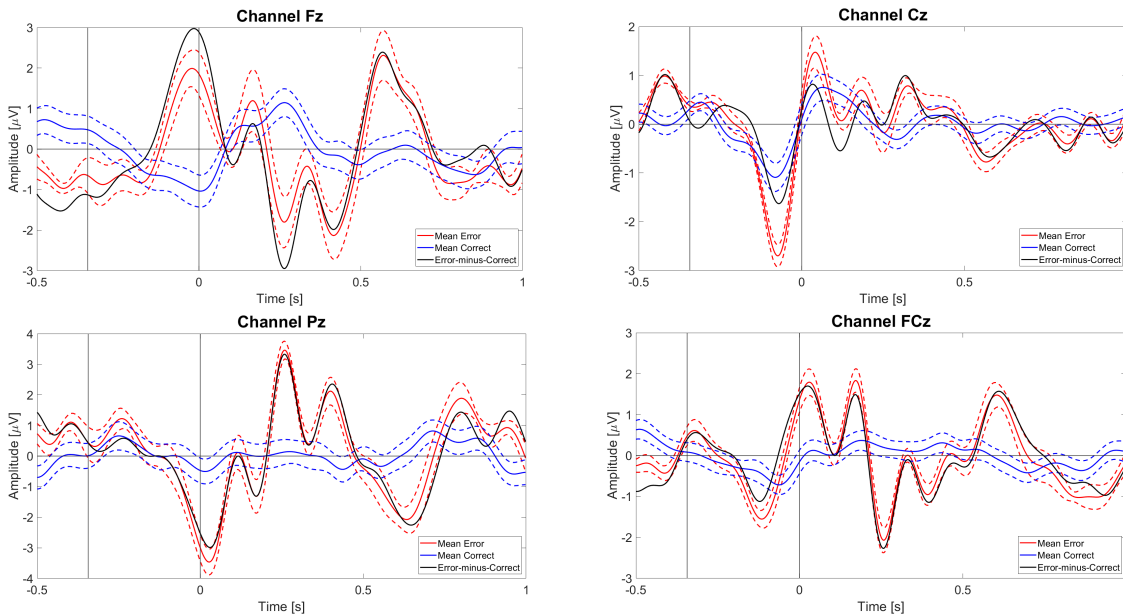 Channel Fz
3
2
1
0
-1
-2
-3
Amplitude [μV]
-0.5
0
0.5
1
Time [s]
Mean Error
Mean Correct
Error-minus-Correct
Channel Cz
2
1
0
-1
-2
-3
Amplitude [μV]
-0.5
0
0.5
Time [s]
Mean Error
Mean Correct
Error-minus-Correct
Channel Pz
4
3
2
1
0
-1
-2
-3
-4
Amplitude [μV]
-0.5
0
0.5
1
Time [s]
Mean Error
Mean Correct
Error-minus-Correct
Channel FCz
3
2
1
0
-1
-2
-3
Amplitude [μV]
-0.5
0
0.5
Time [s]
Mean Error
Mean Correct
Error-minus-Correct